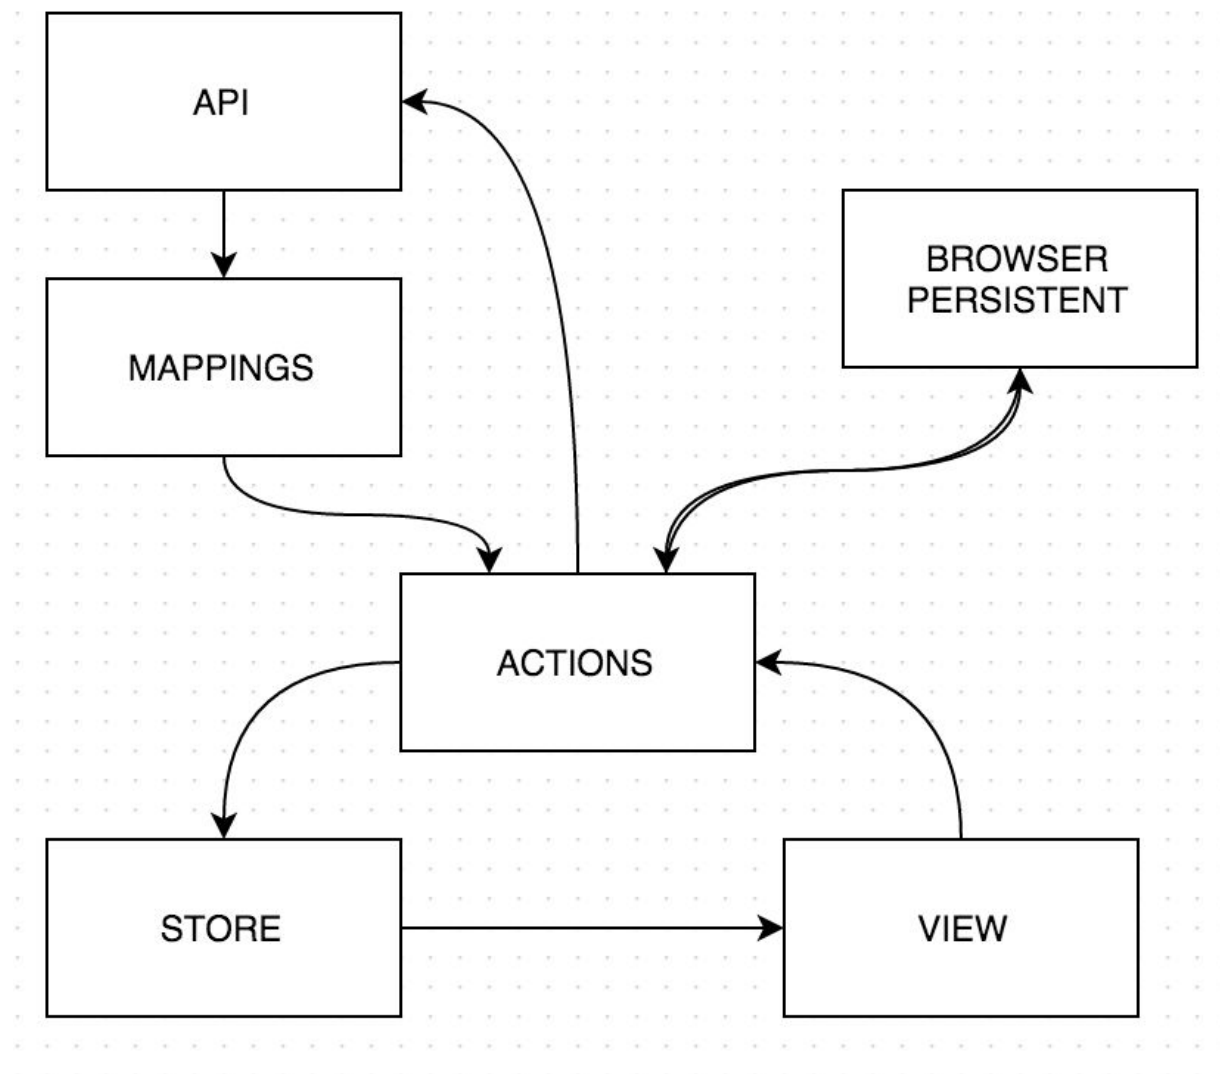 API
BROWSER
PERSISTENT
MAPPINGS
ACTIONS
STORE
VIEW